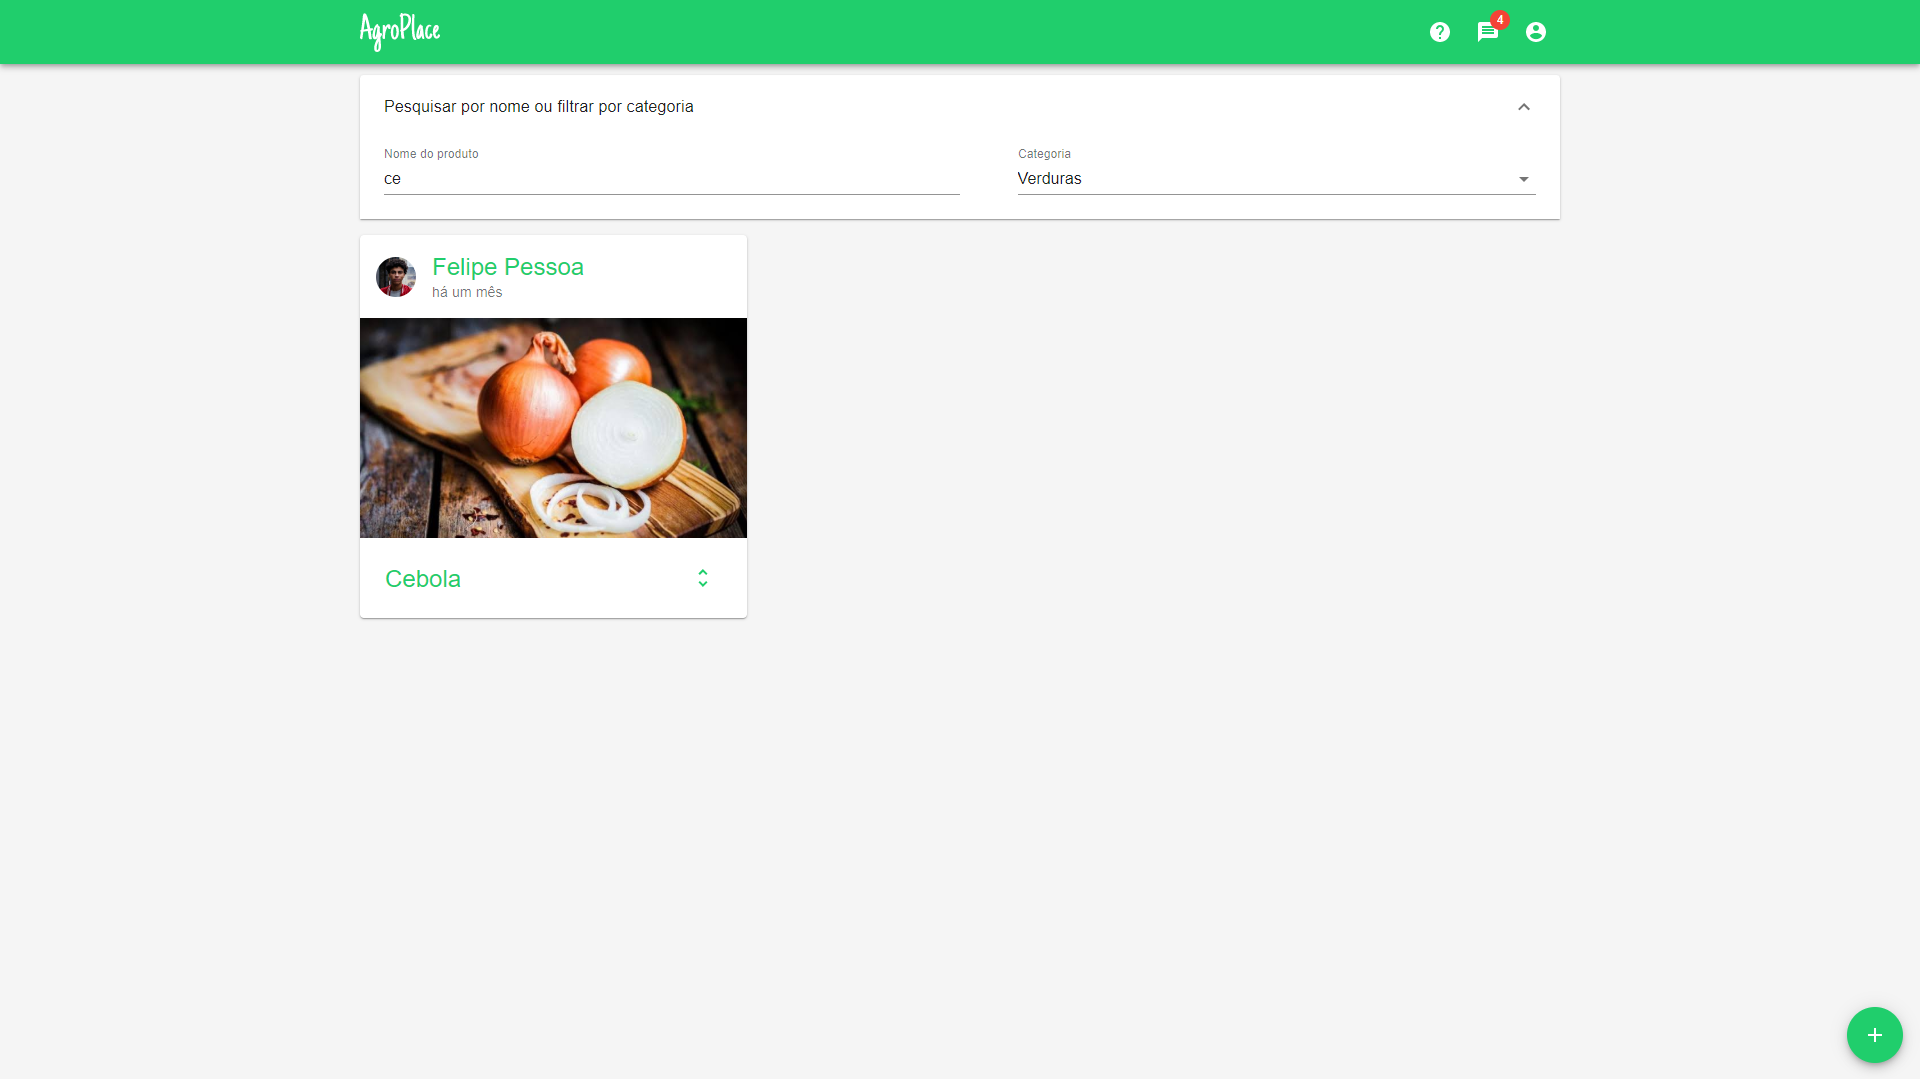 AgroPlace
4
Pesquisar por nome ou filtrar por categoria
Nome do produto
ce
Categoria
Verduras
Felipe Pessoa
há um mês
Cebola